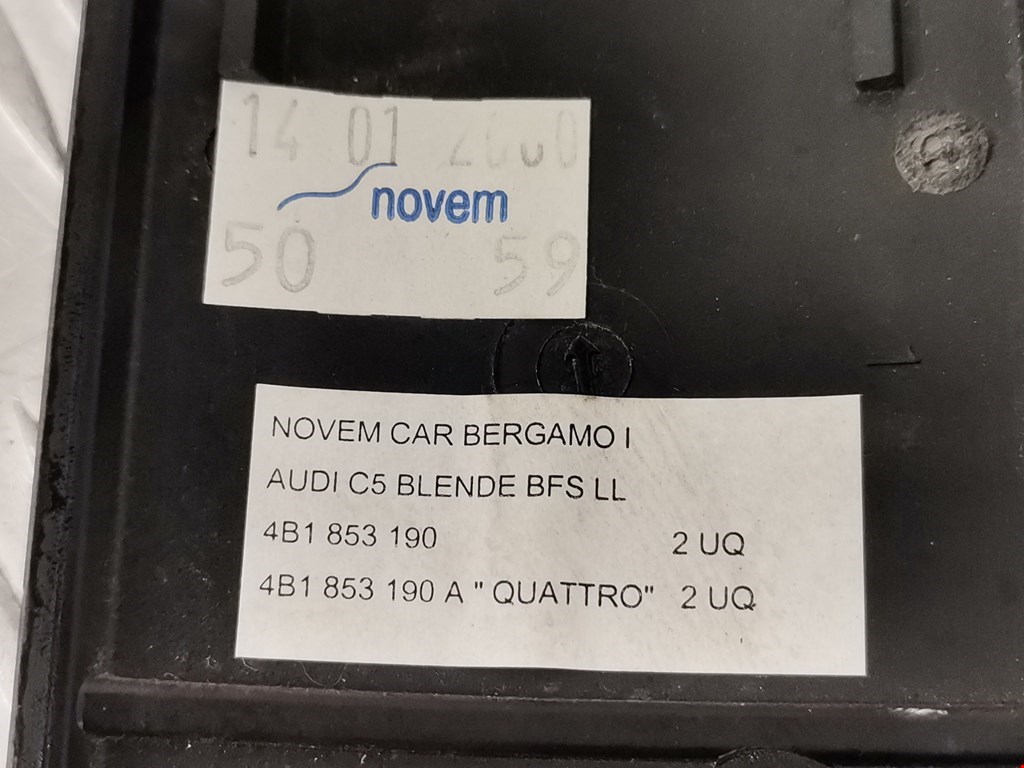 14 01 2000
novem
50 59
NOVEM CAR BERGAMO I
AUDI C5 BLENDE BFS LL
4B1 853 190 2 UQ
4B1 853 190 A " QUATTRO" 2 UQ